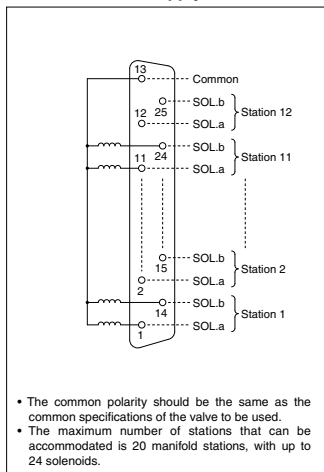 13
Common
SOL.b
12 25
Station 12
SOL.a
SOL.b
24
Station 11
11
SOL.a
SOL.b
15
Station 2
2
SOL.a
SOL.b
14
Station 1
SOL.a
1
• The common polarity should be the same as the
common specifications of the valve to be used.
• The maximum number of stations that can be
accommodated is 20 manifold stations, with up to
24 solenoids.